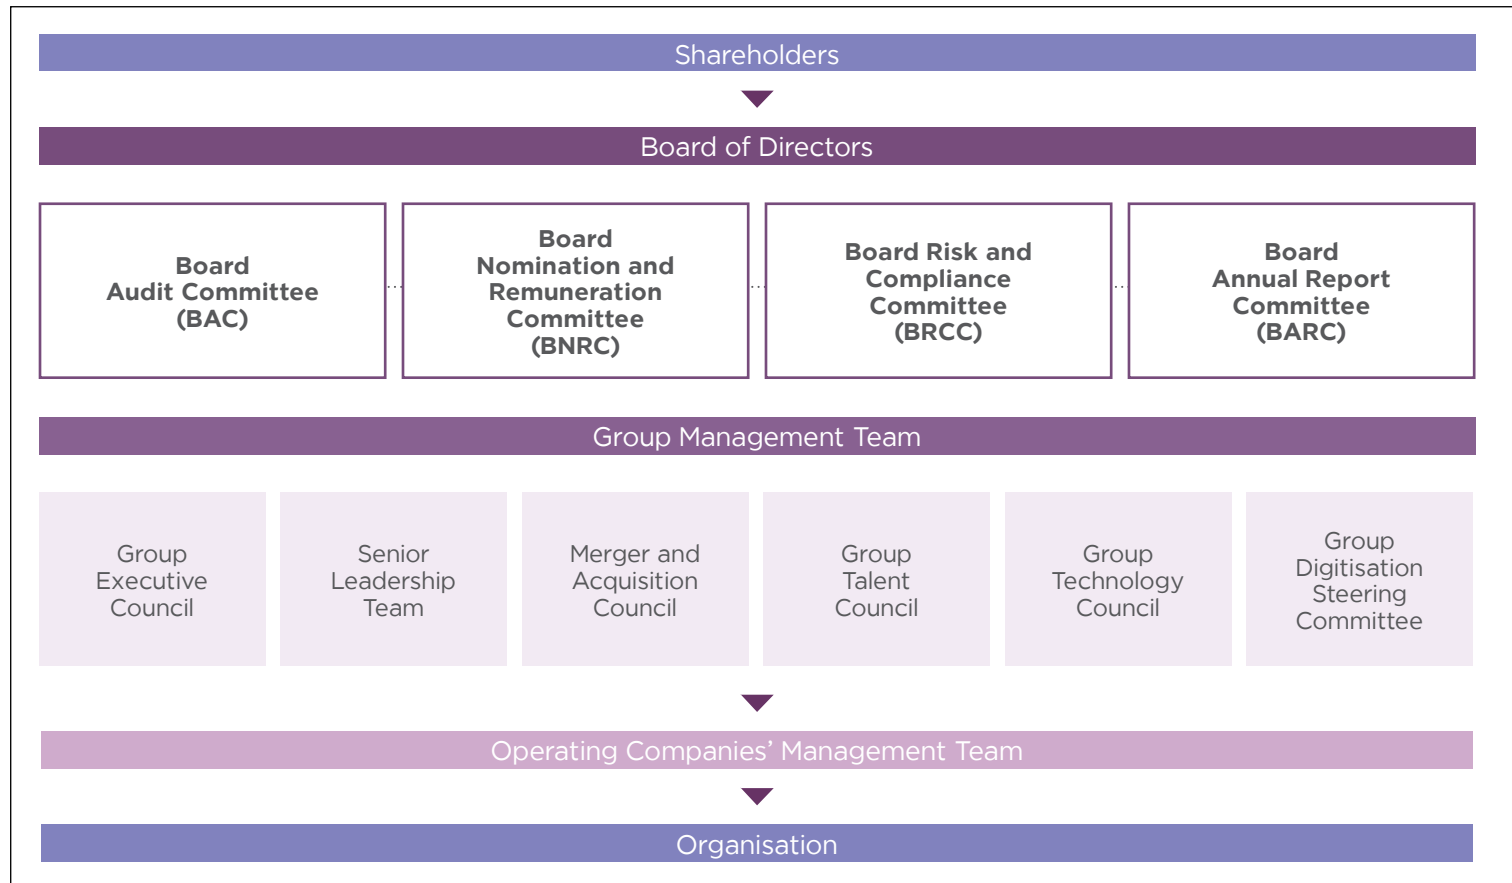 Shareholders
Board of Directors
Board
Audit Committee
(BAC)
Board
Nomination and
Remuneration
Committee
(BNRC)
Board Risk and
Compliance
Committee
(BRCC)
Board
Annual Report
Committee
(BARC)
Group Management Team
Group
Executive
Council
Senior
Leadership
Team
Merger and
Acquisition
Council
Group
Talent
Council
Group
Technology
Council
Group
Digitisation
Steering
Committee
Operating Companies’ Management Team
Organisation